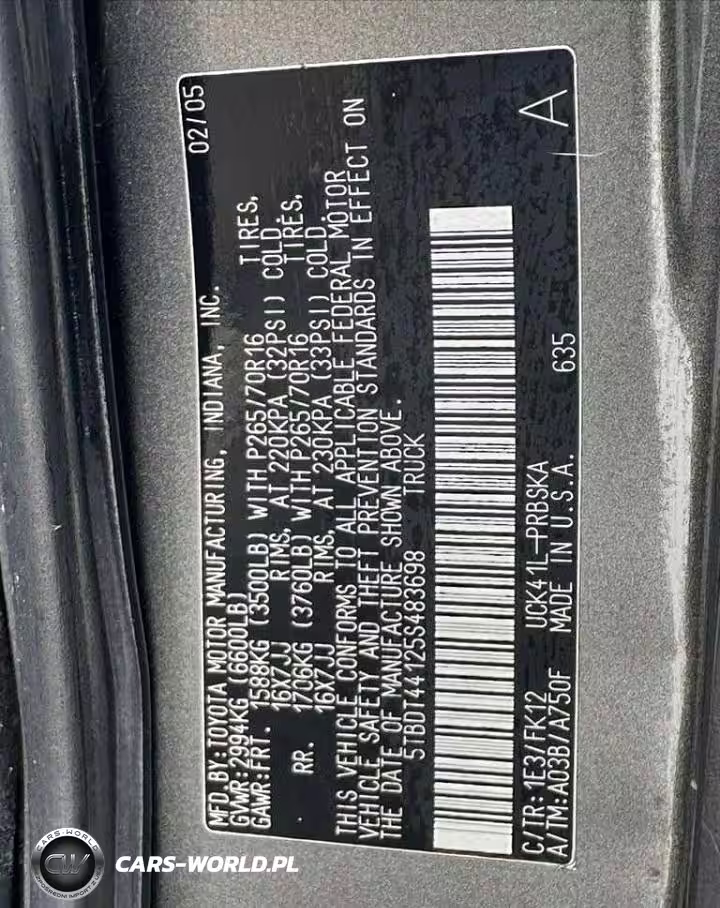 MFD.BY:TOYOTA MOTOR MANUFACTURING, INDIANA, INC. 02/05
GVWR:2994KG (6600LB)
GAWR:FRT. 1588KG (3500LB) WITH P265/70R16 TIRES,
16X7JJ RIMS, AT 220KPA (32PSI) COLD.
RR. 1706KG (3760LB) WITH P265/70R16 TIRES,
16X7JJ RIMS, AT 230KPA (33PSI) COLD.
THIS VEHICLE CONFORMS TO ALL APPLICABLE FEDERAL MOTOR
VEHICLE SAFETY AND THEFT PREVENTION STANDARDS IN EFFECT ON
THE DATE OF MANUFACTURE SHOWN ABOVE.
5TBDT44125S483698 TRUCK
C/TR:1E3/FK12 UCK41L-PRBSKA
A/TM:A03B/A750F MADE IN U.S.A. 635 A
CARS-WORLD
CW
CARS-WORLD.PL